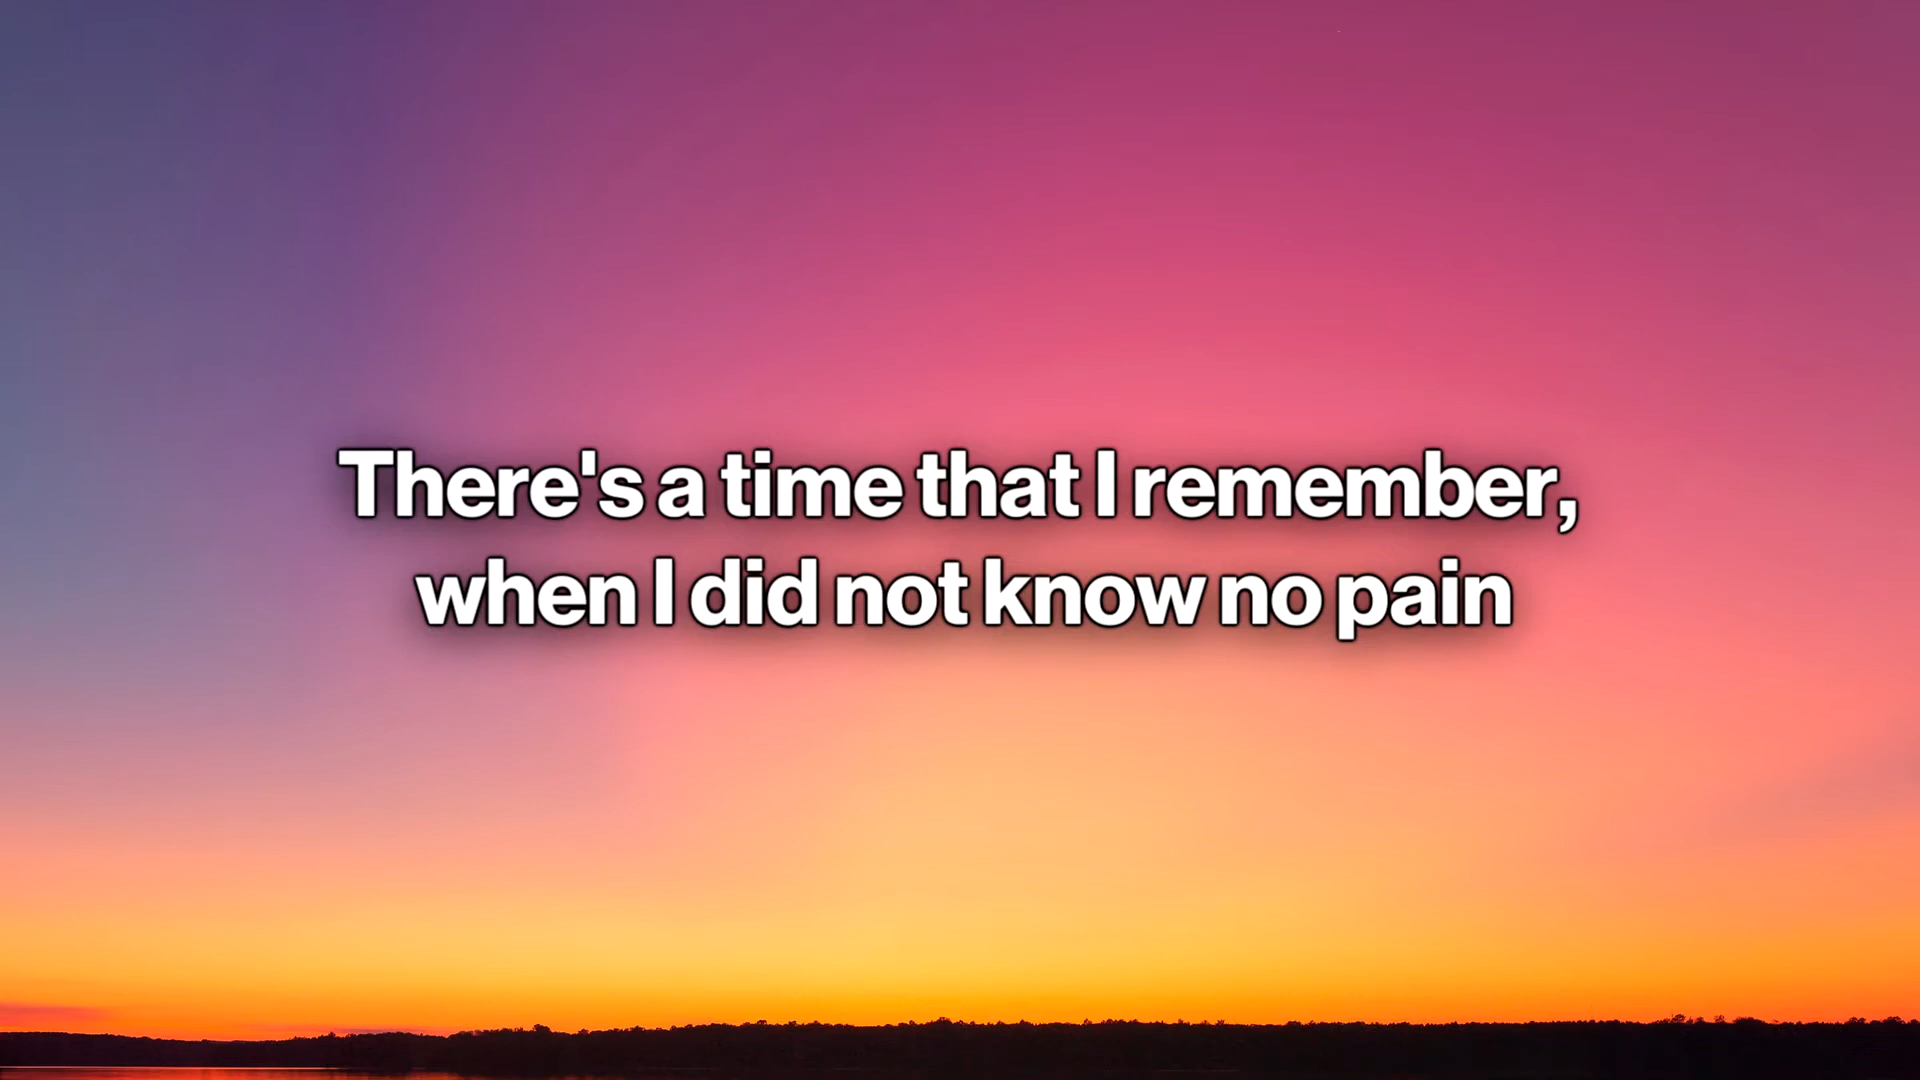 There's a time that I remember,
when I did not know no pain